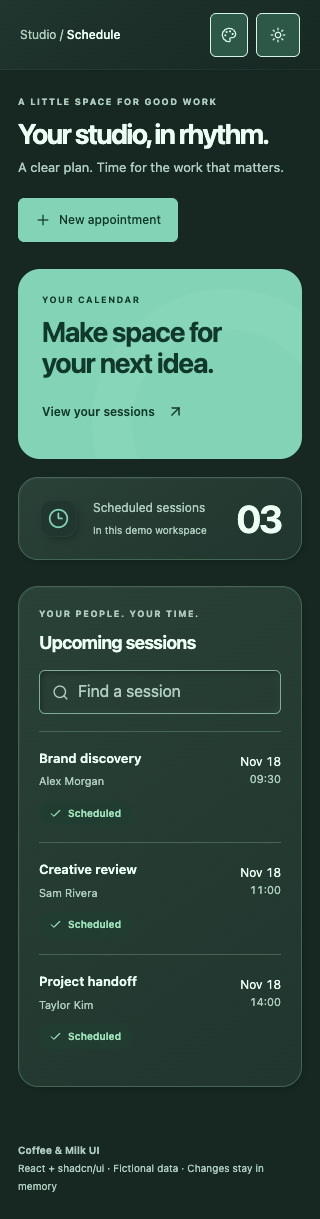 Studio / Schedule
A LITTLE SPACE FOR GOOD WORK
Your studio, in rhythm.
A clear plan. Time for the work that matters.
New appointment
YOUR CALENDAR
Make space for
your next idea.
View your sessions
Scheduled sessions
In this demo workspace
03
YOUR PEOPLE. YOUR TIME.
Upcoming sessions
Find a session
Brand discovery
Nov 18
Alex Morgan
09:30
Scheduled
Creative review
Nov 18
Sam Rivera
11:00
Scheduled
Project handoff
Nov 18
Taylor Kim
14:00
Scheduled
Coffee & Milk UI
React + shadcn/ui · Fictional data · Changes stay in
memory